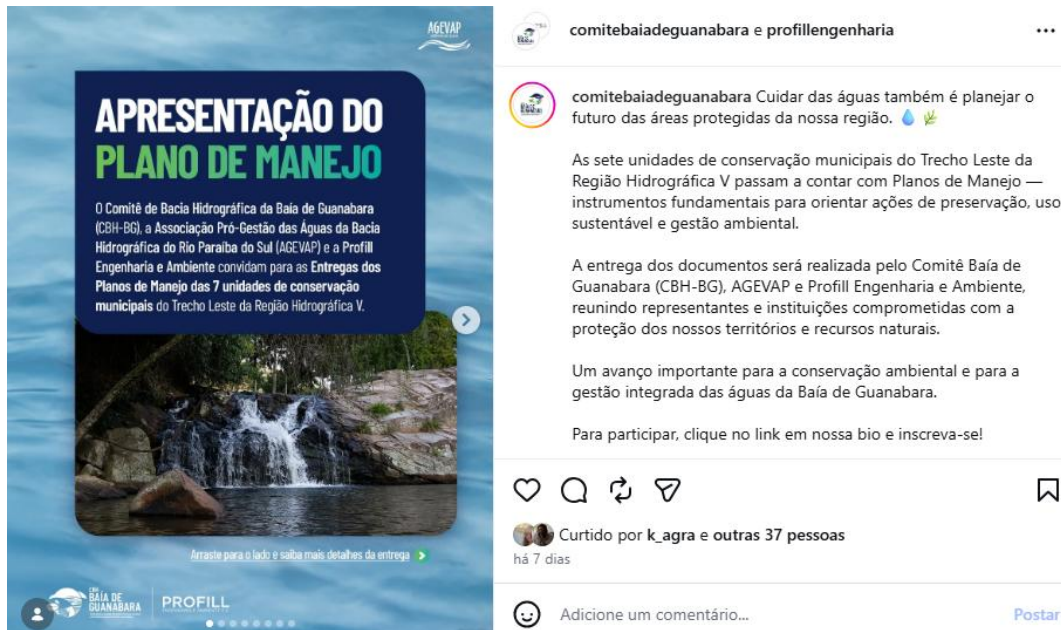 AGEVAP
APRESENTAÇÃO DO
PLANO DE MANEJO
O Comitê de Bacia Hidrográfica da Baía de Guanabara
(CBH-BG), a Associação Pró-Gestão das Águas da Bacia
Hidrográfica do Rio Paraíba do Sul (AGEVAP) e a Profill
Engenharia e Ambiente convidam para as Entregas dos
Planos de Manejo das 7 unidades de conservação
municipais do Trecho Leste da Região Hidrográfica V.
Arraste para o lado e saiba mais detalhes da entrega
BAÍA DE
GUANABARA
PROFILL
comitebaiadeguanabara e profillengenharia
comitebaiadeguanabara Cuidar das águas também é planejar o
futuro das áreas protegidas da nossa região. 💧 🌿
As sete unidades de conservação municipais do Trecho Leste da
Região Hidrográfica V passam a contar com Planos de Manejo —
instrumentos fundamentais para orientar ações de preservação, uso
sustentável e gestão ambiental.
A entrega dos documentos será realizada pelo Comitê Baía de
Guanabara (CBH-BG), AGEVAP e Profill Engenharia e Ambiente,
reunindo representantes e instituições comprometidas com a
proteção dos nossos territórios e recursos naturais.
Um avanço importante para a conservação ambiental e para a
gestão integrada das águas da Baía de Guanabara.
Para participar, clique no link em nossa bio e inscreva-se!
Curtido por k_agra e outras 37 pessoas
há 7 dias
Adicione um comentário...
Postar